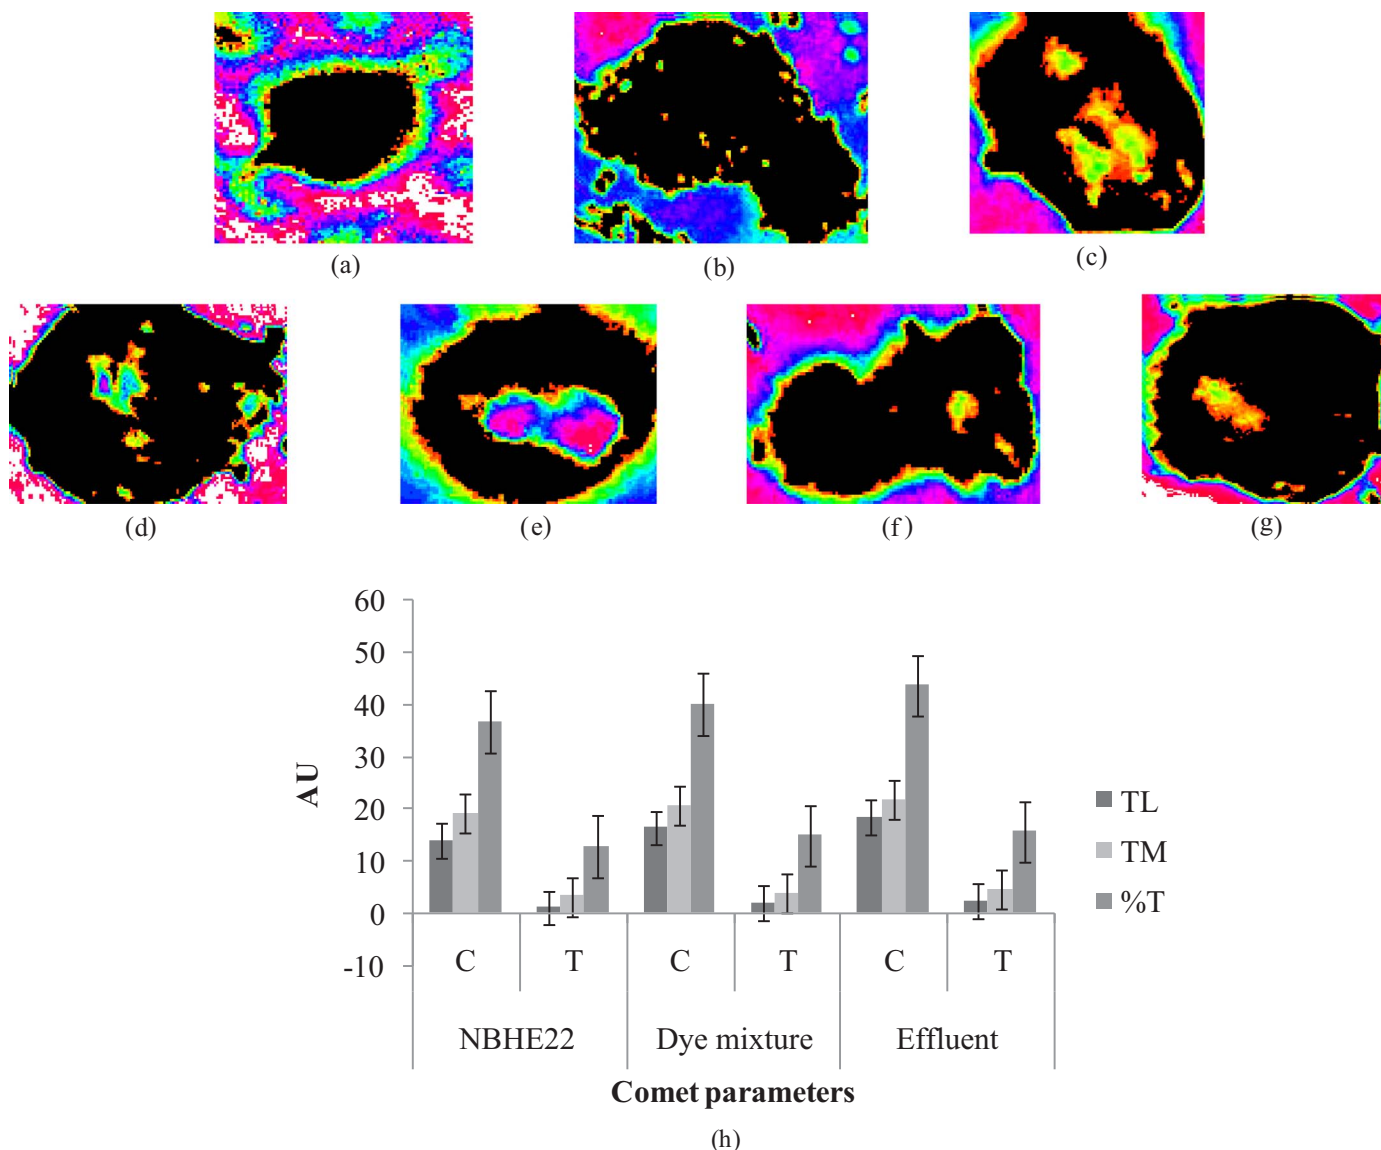 (a)
(b)
(c)
(d)
(e)
(f)
(g)
60
50
40
30
20
10
0
-10
AU
C
T
C
T
C
T
NBHE22
Dye mixture
Effluent
Comet parameters
TL
TM
%T
(h)